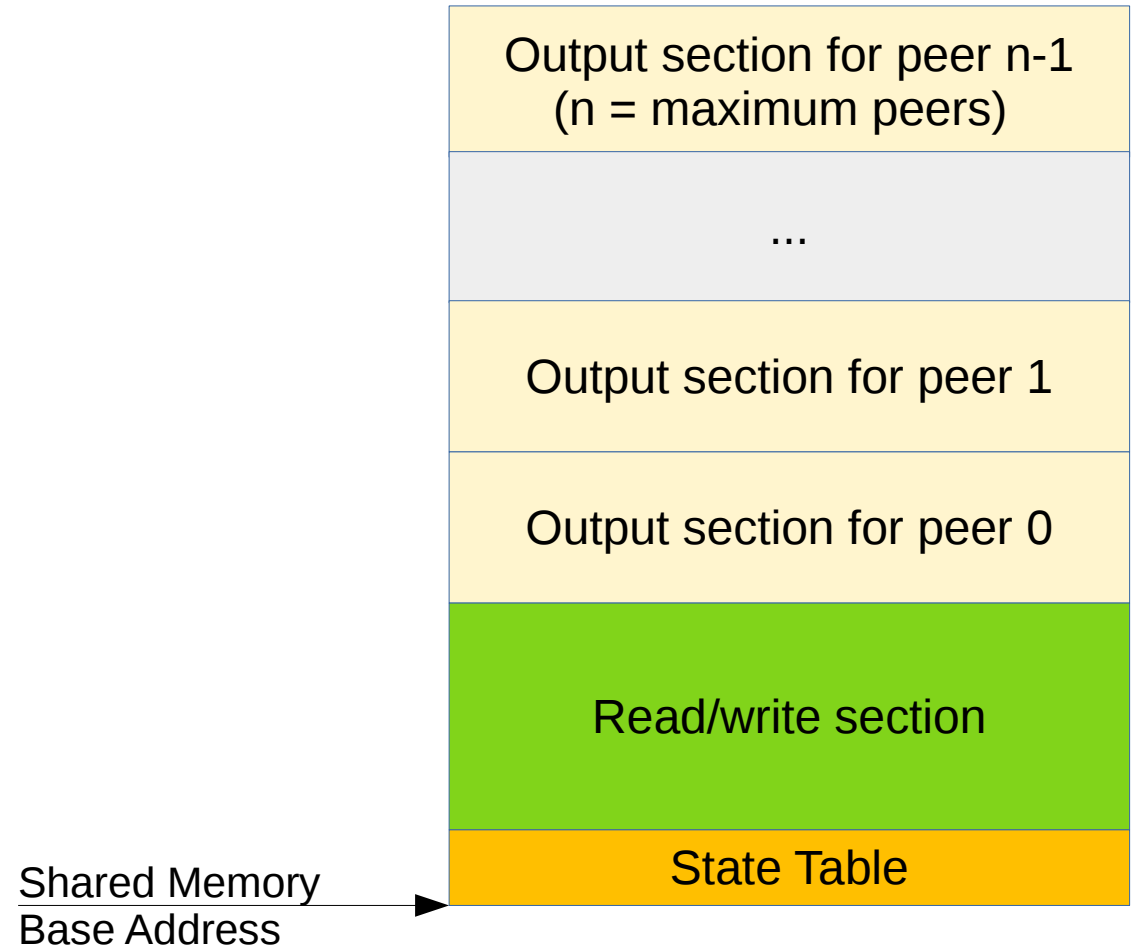 Output section for peer n-1
(n = maximum peers)
...
Output section for peer 1
Output section for peer 0
Read/write section
State Table
Shared Memory
Base Address